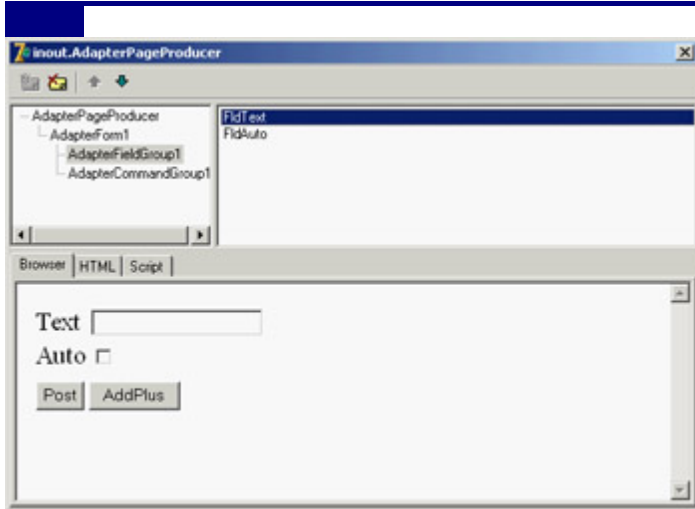 inout.AdapterPageProducer
AdapterPageProducer
AdapterForm1
AdapterFieldGroup1
AdapterCommandGroup1
FldText
FldAuto
Browser HTML Script
Text
Auto
Post AddPlus